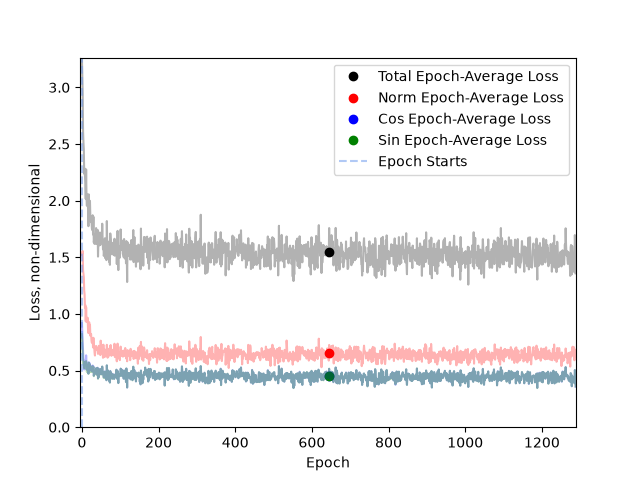 Loss, non-dimensional
3.0
2.5
2.0
1.5
1.0
0.5
0.0
Total Epoch-Average Loss
Norm Epoch-Average Loss
Cos Epoch-Average Loss
Sin Epoch-Average Loss
Epoch Starts
0 200 400 600 800 1000 1200
Epoch